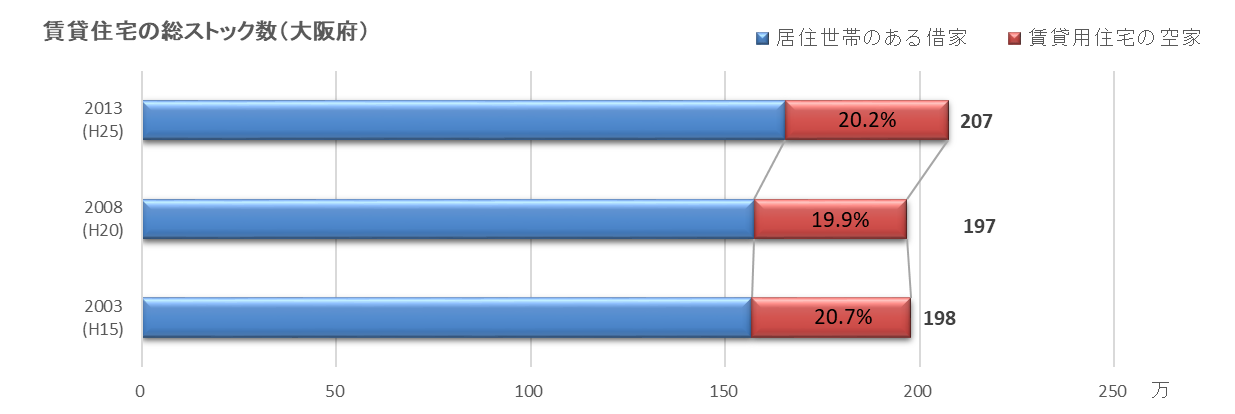 賃貸住宅の総ストック数（大阪府）
居住世帯のある借家 賃貸用住宅の空家
2013
(H25)
20.2% 207
2008
(H20)
19.9% 197
2003
(H15)
20.7% 198
0 50 100 150 200 250 万